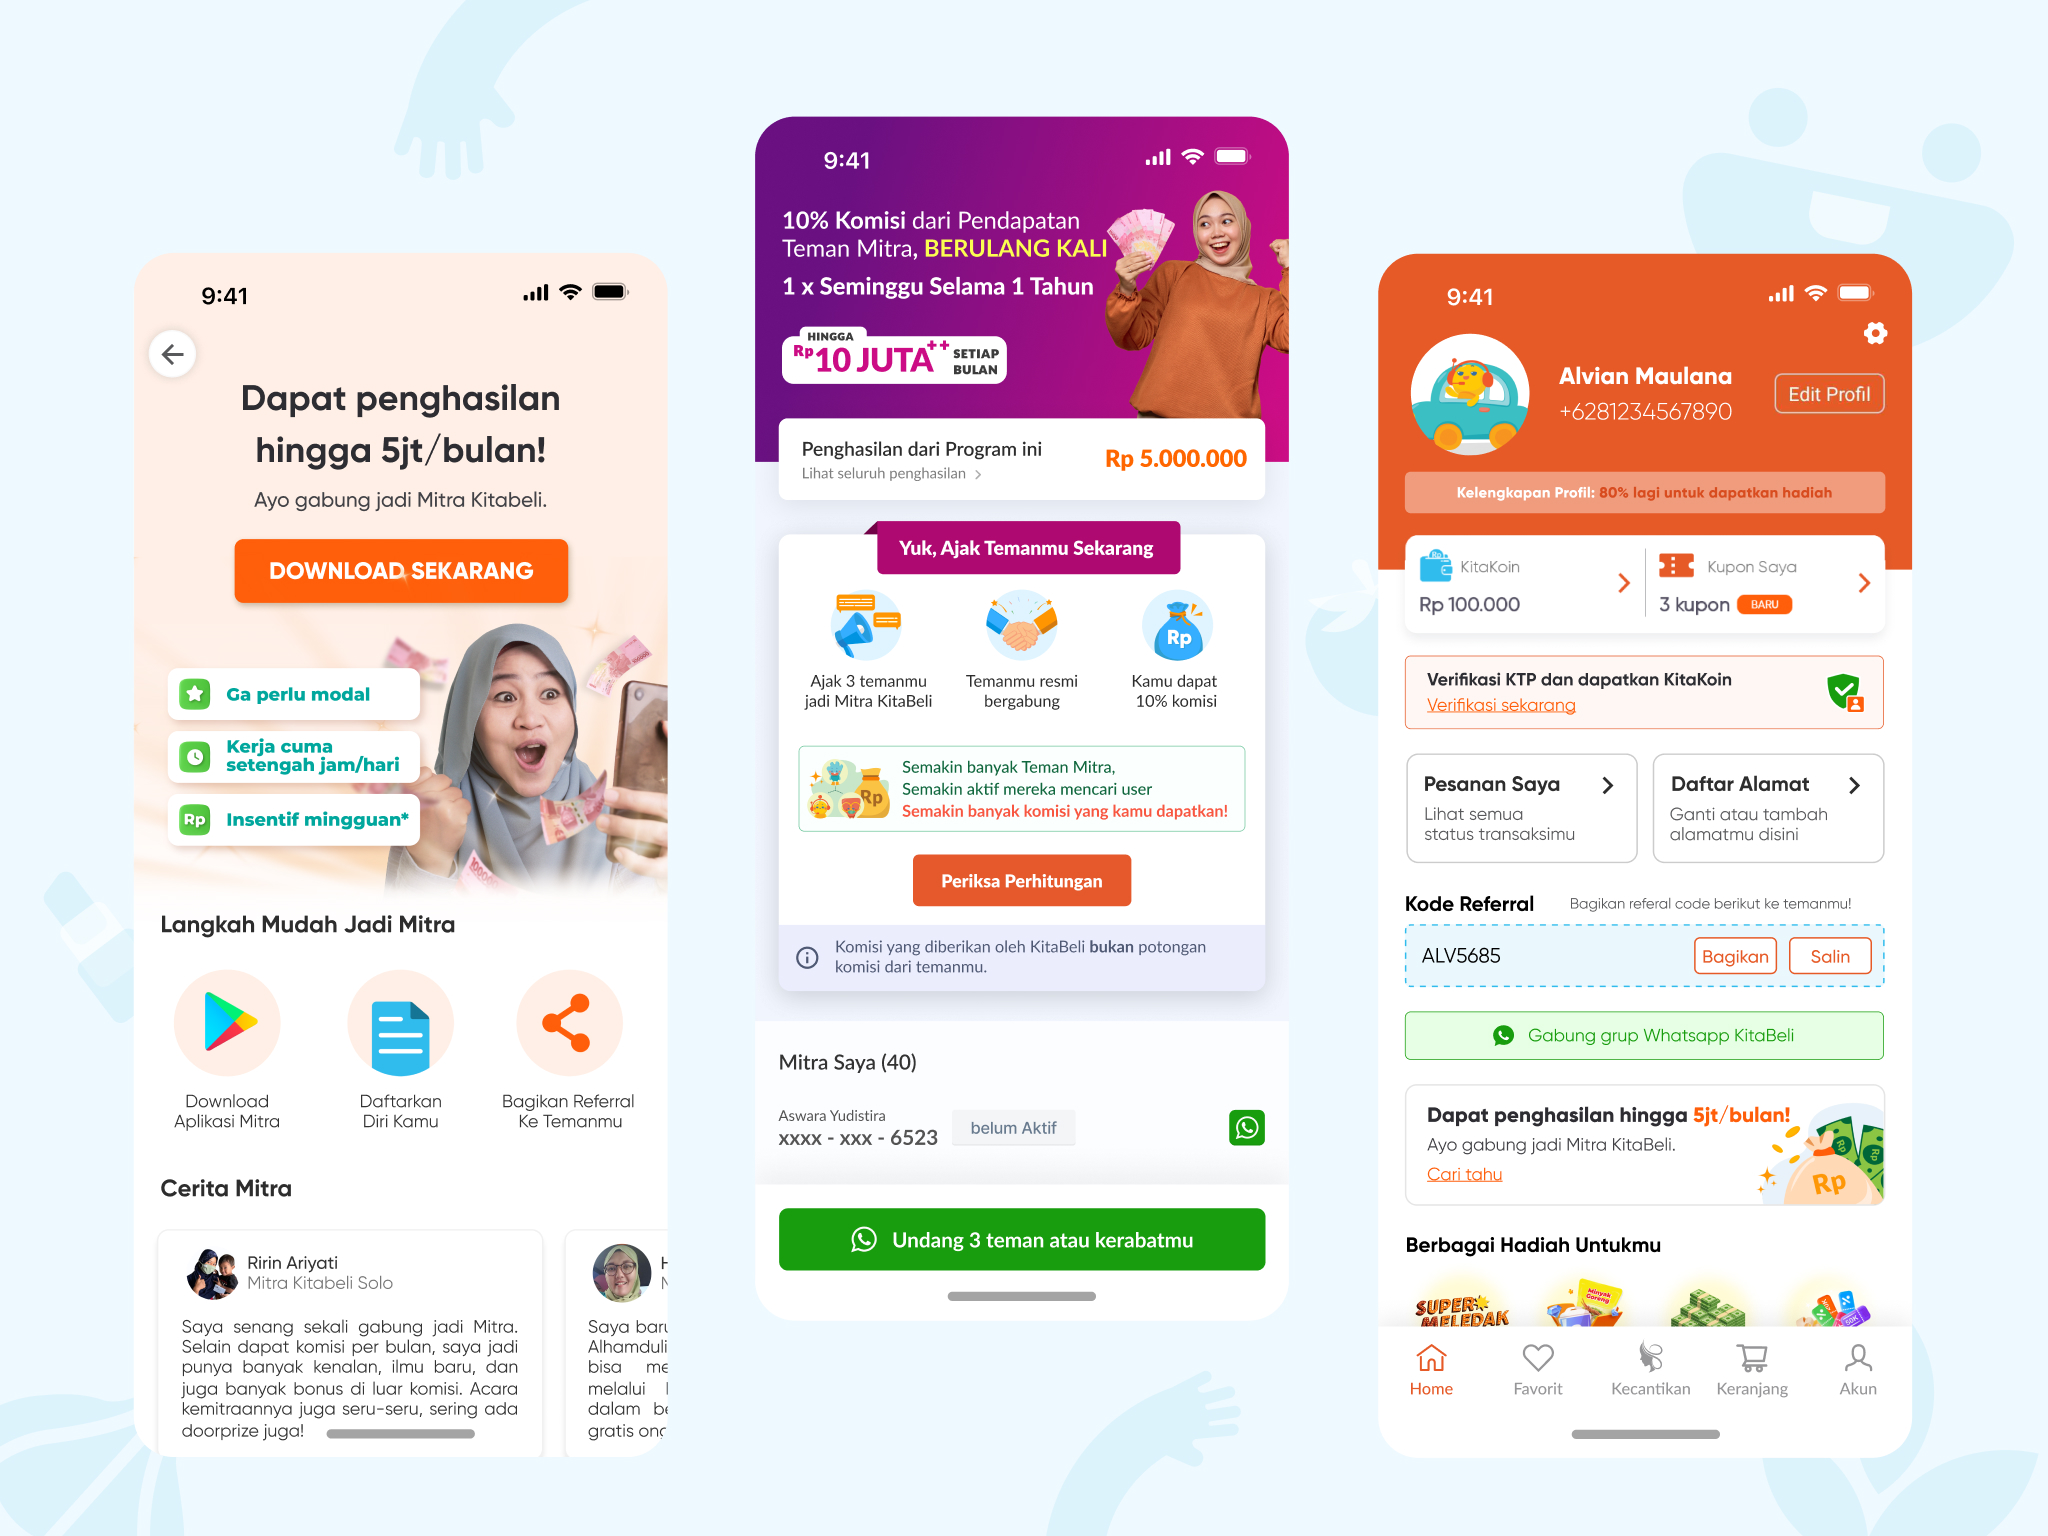 9:41
Dapat penghasilan
hingga 5jt/bulan!
Ayo gabung jadi Mitra Kitabeli.
DOWNLOAD SEKARANG
Ga perlu modal
Kerja cuma
setengah jam/hari
Rp Insentif mingguan*
Langkah Mudah Jadi Mitra
Download
Aplikasi Mitra
Daftarkan
Diri Kamu
Bagikan Referral
Ke Temanmu
Cerita Mitra
Ririn Ariyati
Mitra Kitabeli Solo
Saya senang sekali gabung jadi Mitra.
Selain dapat komisi per bulan, saya jadi
punya banyak kenalan, ilmu baru, dan
juga banyak bonus di luar komisi. Acara
kemitraannya juga seru-seru, sering ada
doorprize juga!
Saya baru
bisa
melalui
gratis
9:41
10% Komisi dari Pendapatan
Teman Mitra, BERULANG KALI
1 x Seminggu Selama 1 Tahun
HINGGA
Rp 10 JUTA++ SETIAP
BULAN
Penghasilan dari Program ini
Lihat seluruh penghasilan
Rp 5.000.000
Yuk, Ajak Temanmu Sekarang
Rp
Ajak 3 temanmu
jadi Mitra KitaBeli
Temanmu resmi
bergabung
Kamu dapat
10% komisi
Rp
Semakin banyak Teman Mitra,
Semakin aktif mereka mencari user
Semakin banyak komisi yang kamu dapatkan!
Periksa Perhitungan
Komisi yang diberikan oleh KitaBeli bukan potongan
komisi dari temanmu.
Mitra Saya (40)
Aswara Yudistira
xxxx - xxx - 6523
belum Aktif
Undang 3 teman atau kerabatmu
9:41
Alvian Maulana
+6281234567890
Edit Profil
Kelengkapan Profil: 80% lagi untuk dapatkan hadiah
Rp
KitaKoin
Rp 100.000
Kupon Saya
3 kupon BARU
Verifikasi KTP dan dapatkan KitaKoin
Verifikasi sekarang
Pesanan Saya
Lihat semua
status transaksimu
Daftar Alamat
Ganti atau tambah
alamatmu disini
Kode Referral
Bagikan referal code berikut ke temanmu!
ALV5685
Bagikan
Salin
Gabung grup Whatsapp KitaBeli
Dapat penghasilan hingga 5jt/bulan!
Ayo gabung jadi Mitra KitaBeli.
Cari tahu
Rp
Rp
Rp
Berbagai Hadiah Untukmu
SUPER
MELEDAK
Minyak
Goreng
50K
Home
Favorit
Kecantikan
Keranjang
Akun